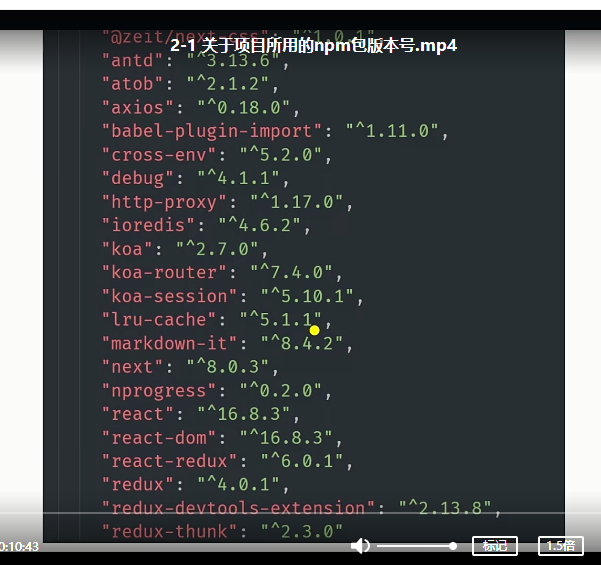 "@zeit/next-css": "^1.0.1",
2-1 关于项目所用的npm包版本号.mp4
"antd": "^3.13.6",
"atob": "^2.1.2",
"axios": "^0.18.0",
"babel-plugin-import": "^1.11.0",
"cross-env": "^5.2.0",
"debug": "^4.1.1",
"http-proxy": "^1.17.0",
"ioredis": "^4.6.2",
"koa": "^2.7.0",
"koa-router": "^7.4.0",
"koa-session": "^5.10.1",
"lru-cache": "^5.1.1",
"markdown-it": "^8.4.2",
"next": "^8.0.3",
"nprogress": "^0.2.0",
"react": "^16.8.3",
"react-dom": "^16.8.3",
"react-redux": "^6.0.1",
"redux": "^4.0.1",
"redux-devtools-extension": "^2.13.8",
"redux-thunk": "^2.3.0"
0:10:43
标记
1.5倍